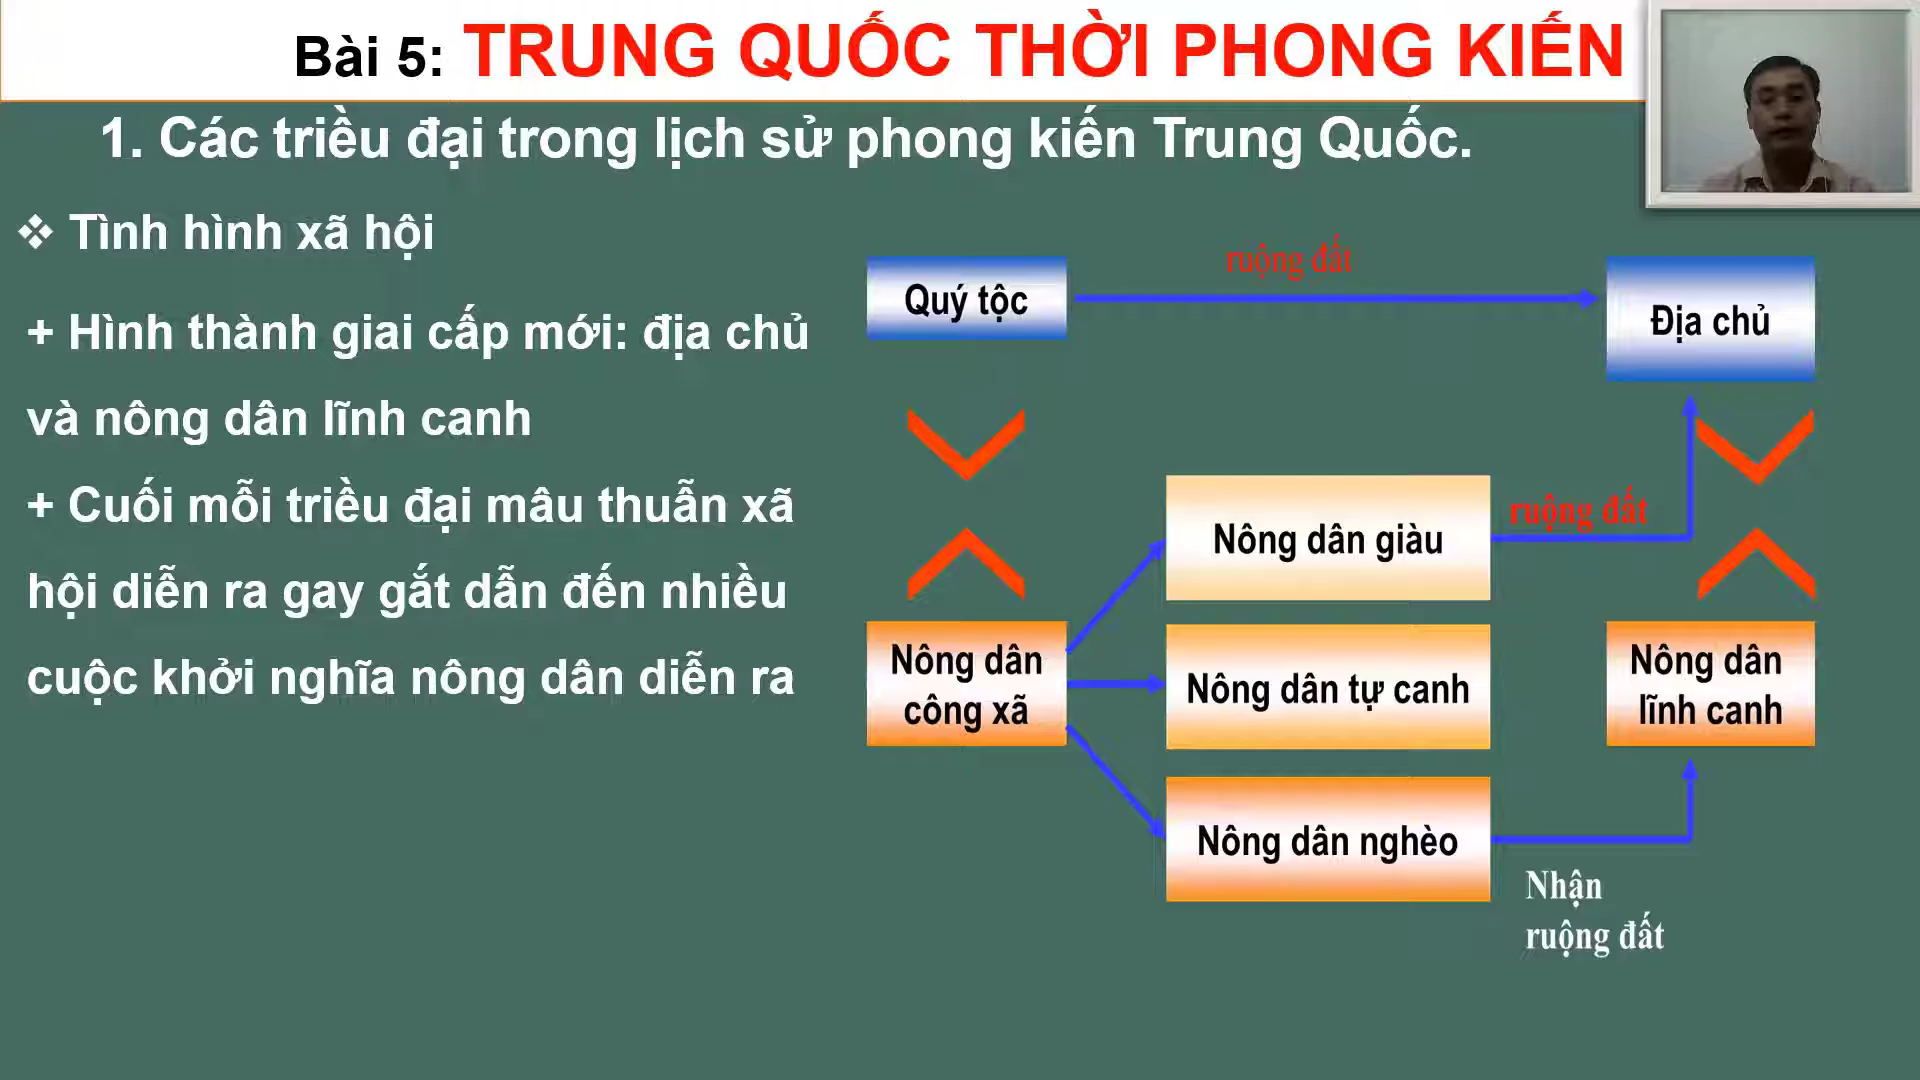 Bài 5: TRUNG QUỐC THỜI PHONG KIẾN
1. Các triều đại trong lịch sử phong kiến Trung Quốc.
❖ Tình hình xã hội
+ Hình thành giai cấp mới: địa chủ
và nông dân lĩnh canh
+ Cuối mỗi triều đại mâu thuẫn xã
hội diễn ra gay gắt dẫn đến nhiều
cuộc khởi nghĩa nông dân diễn ra
ruộng đất
Quý tộc
Địa chủ
Nông dân giàu
ruộng đất
Nông dân
công xã
Nông dân tự canh
Nông dân
lĩnh canh
Nông dân nghèo
Nhận
ruộng đất